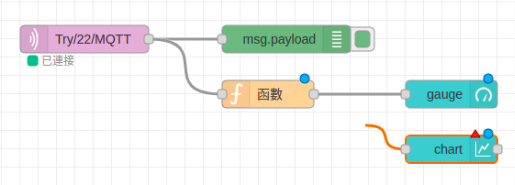 Try/22/MQTT
msg.payload
已連接
函數
gauge
chart